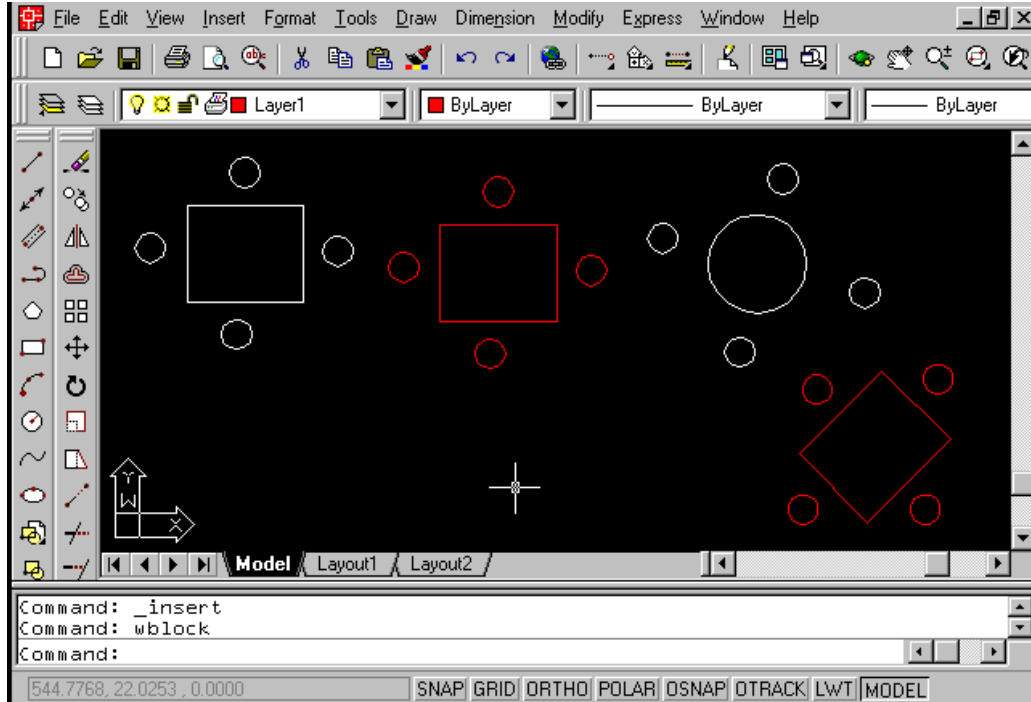 File Edit View Insert Format Tools Draw Dimension Modify Express Window Help
Layer1 ByLayer ByLayer ByLayer
Y
W
X
Model Layout1 Layout2
Command: _insert
Command: wblock
Command:
544.7768, 22.0253 , 0.0000 SNAP GRID ORTHO POLAR OSNAP OTRACK LWT MODEL